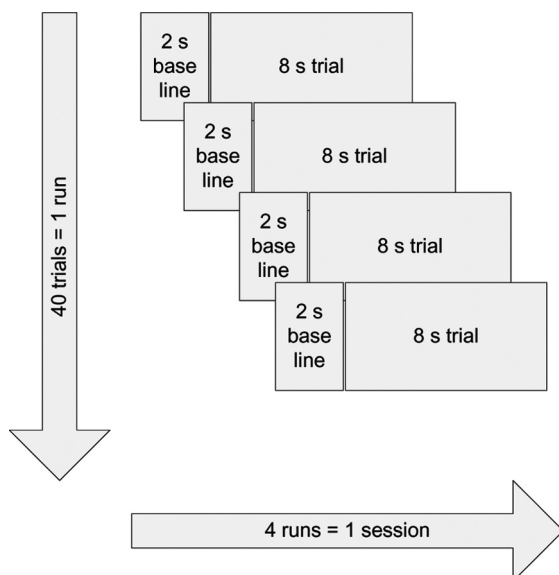 2 s
base
line
8 s trial
2 s
base
line
8 s trial
2 s
base
line
8 s trial
2 s
base
line
8 s trial
40 trials = 1 run
4 runs = 1 session